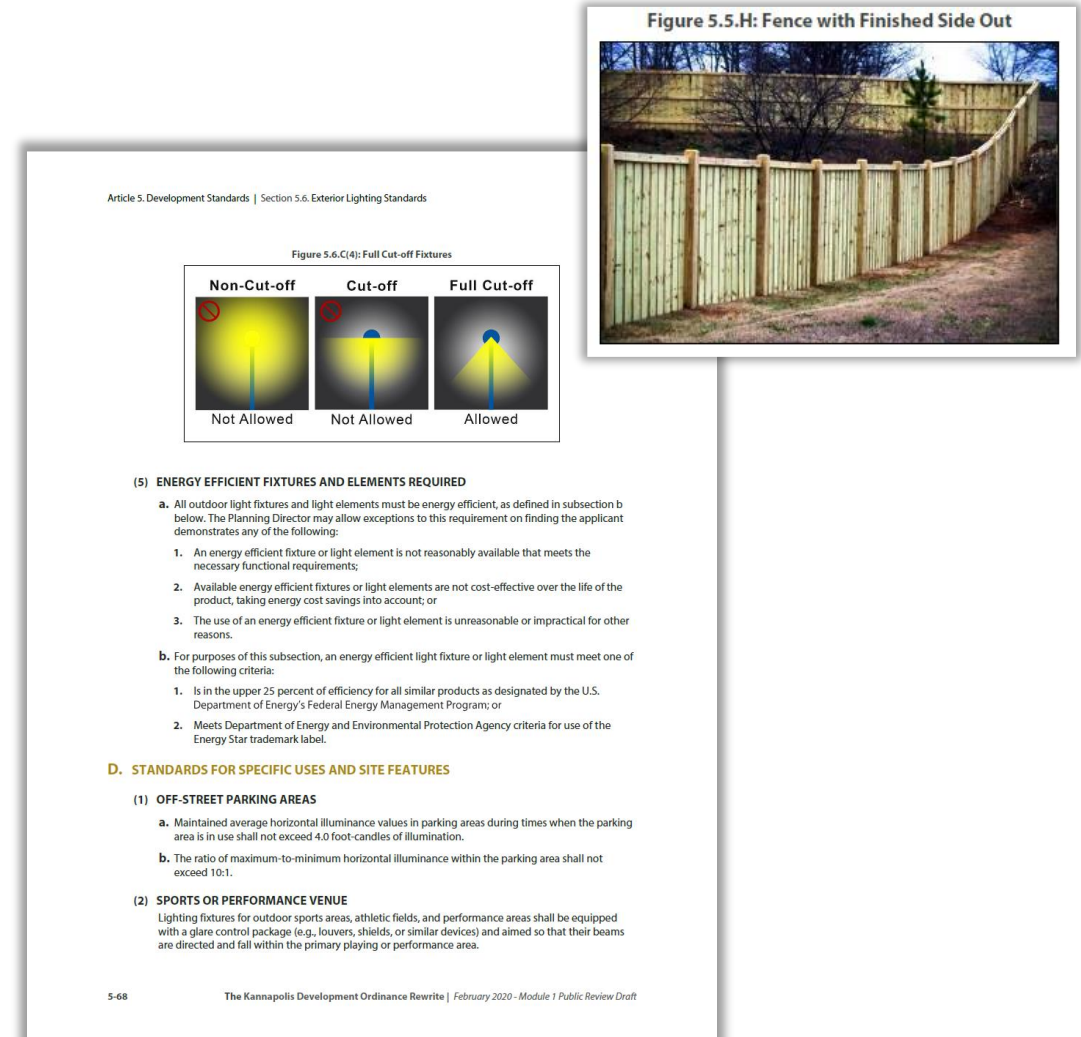 Figure 5.5.H: Fence with Finished Side Out
Article 5. Development Standards | Section 5.6. Exterior Lighting Standards
Figure 5.6.C(4): Full Cut-off Fixtures
Non-Cut-off Cut-off Full Cut-off
Not Allowed Not Allowed Allowed
(5) ENERGY EFFICIENT FIXTURES AND ELEMENTS REQUIRED
a. All outdoor light fixtures and light elements must be energy efficient, as defined in subsection b
below. The Planning Director may allow exceptions to this requirement on finding the applicant
demonstrates any of the following:
1. An energy efficient fixture or light element is not reasonably available that meets the
necessary functional requirements;
2. Available energy efficient fixtures or light elements are not cost-effective over the life of the
product, taking energy cost savings into account; or
3. The use of an energy efficient fixture or light element is unreasonable or impractical for other
reasons.
b. For purposes of this subsection, an energy efficient light fixture or light element must meet one of
the following criteria:
1. Is in the upper 25 percent of efficiency for all similar products as designated by the U.S.
Department of Energy's Federal Energy Management Program; or
2. Meets Department of Energy and Environmental Protection Agency criteria for use of the
Energy Star trademark label.
D. STANDARDS FOR SPECIFIC USES AND SITE FEATURES
(1) OFF-STREET PARKING AREAS
a. Maintained average horizontal illuminance values in parking areas during times when the parking
area is in use shall not exceed 4.0 foot-candles of illumination.
b. The ratio of maximum-to-minimum horizontal illuminance within the parking area shall not
exceed 10:1.
(2) SPORTS OR PERFORMANCE VENUE
Lighting fixtures for outdoor sports areas, athletic fields, and performance areas shall be equipped
with a glare control package (e.g., louvers, shields, or similar devices) and aimed so that their beams
are directed and fall within the primary playing or performance area.
5-68 The Kannapolis Development Ordinance Rewrite | February 2020 - Module 1 Public Review Draft